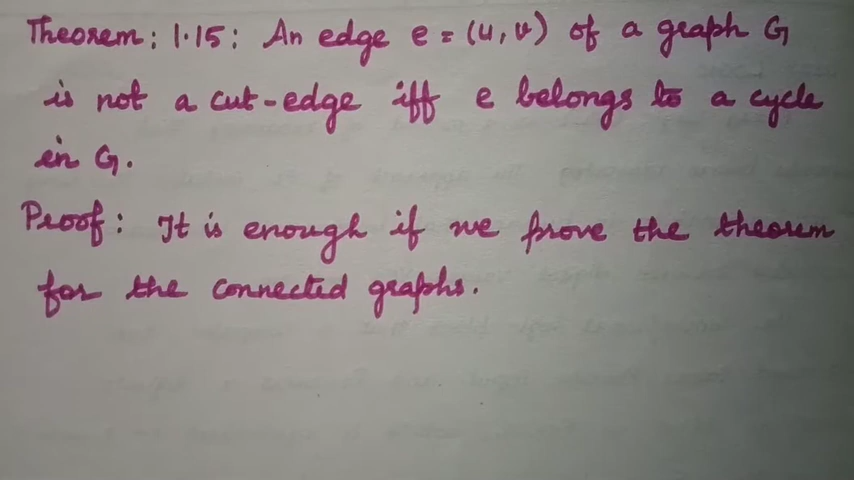 Theorem: 1.15: An edge e = (u, v) of a graph G
is not a cut-edge iff e belongs to a cycle
in G.
Proof: It is enough if we prove the theorem
for the connected graphs.